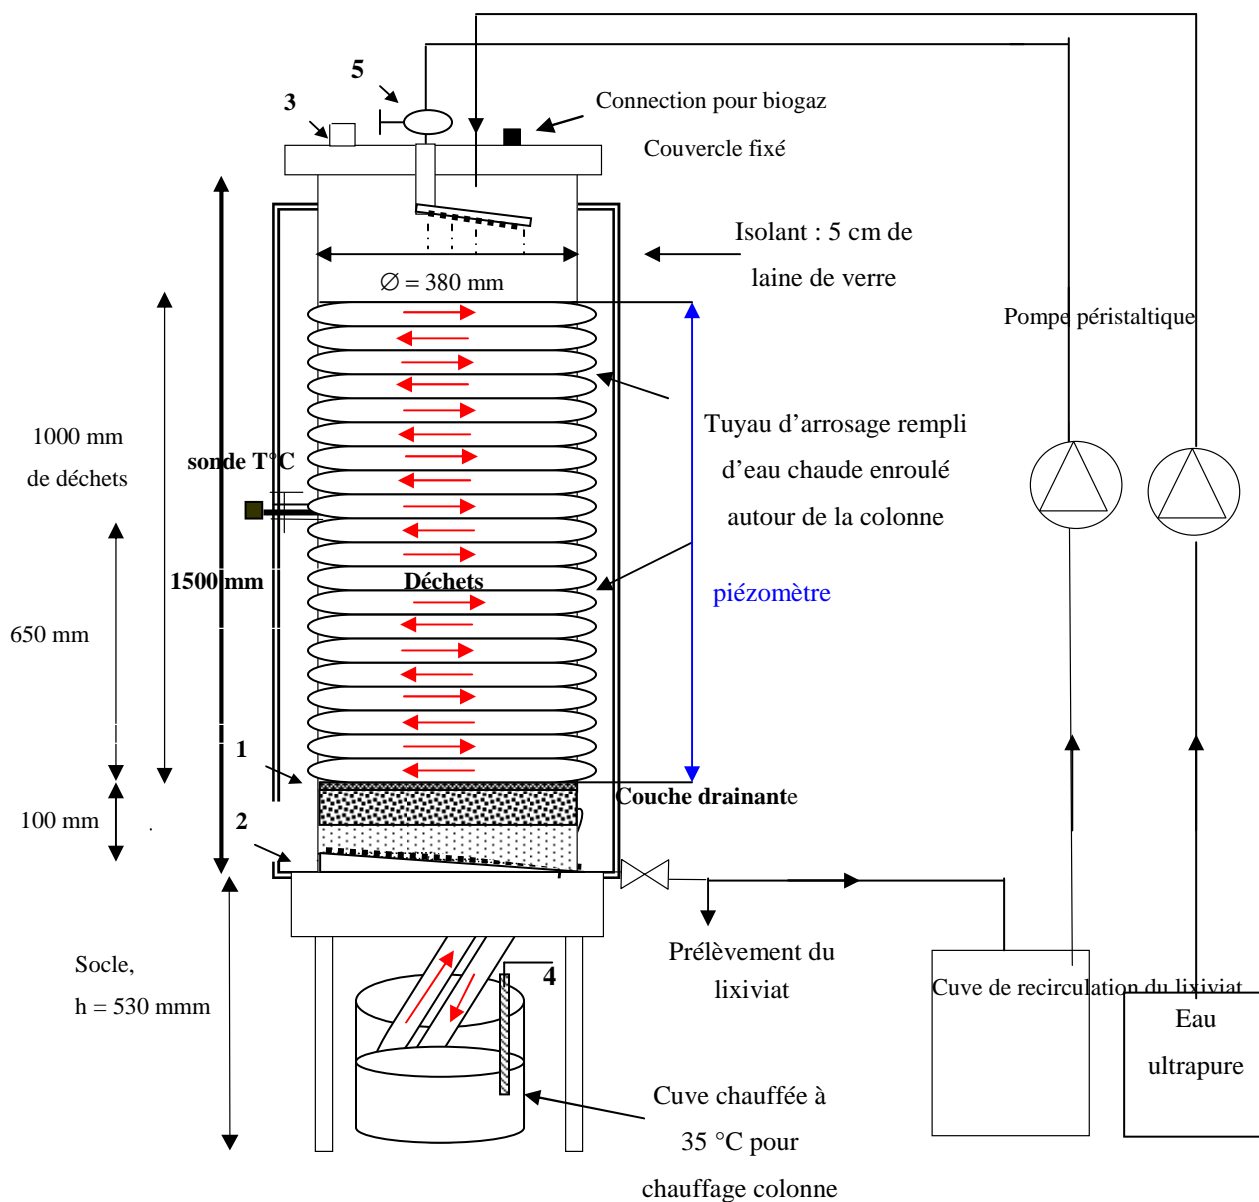 5
3
Connection pour biogaz
Couvercle fixé
Isolant : 5 cm de
laine de verre
∅ = 380 mm
Pompe péristaltique
1000 mm
de déchets
sonde T°C
Tuyau d’arrosage rempli
d’eau chaude enroulé
autour de la colonne
1500 mm
Déchets
piézomètre
650 mm
1
Couche drainante
100 mm
2
Prélèvement du
lixiviat
Socle,
h = 530 mmm
4
Cuve de recirculation du lixiviat
Eau
ultrapure
Cuve chauffée à
35 °C pour
chauffage colonne